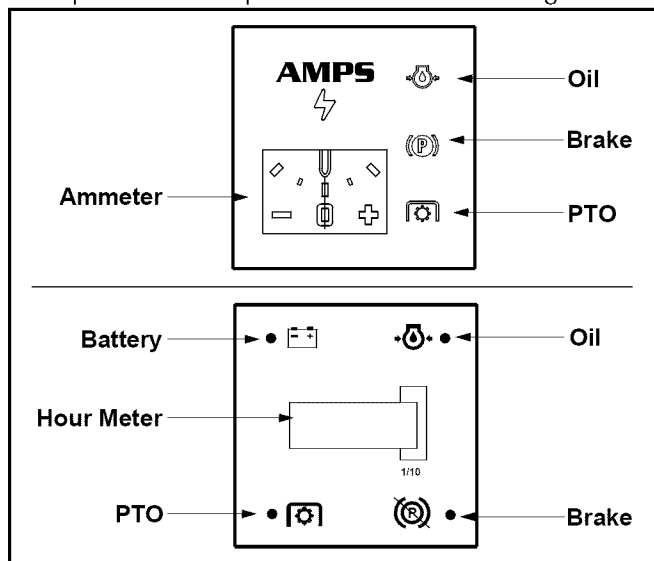 AMPS
Oil
P
Brake
Ammeter
PTO
Battery
- +
Oil
Hour Meter
1/10
PTO
Brake